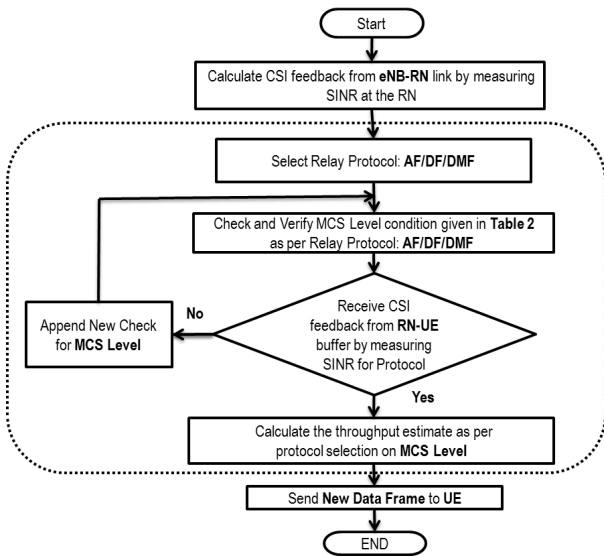 Start
Calculate CSI feedback from eNB-RN link by measuring
SINR at the RN
Select Relay Protocol: AF/DF/DMF
Check and Verify MCS Level condition given in Table 2
as per Relay Protocol: AF/DF/DMF
Receive CSI
feedback from RN-UE
buffer by measuring
SINR for Protocol
No
Append New Check
for MCS Level
Yes
Calculate the throughput estimate as per
protocol selection on MCS Level
Send New Data Frame to UE
END